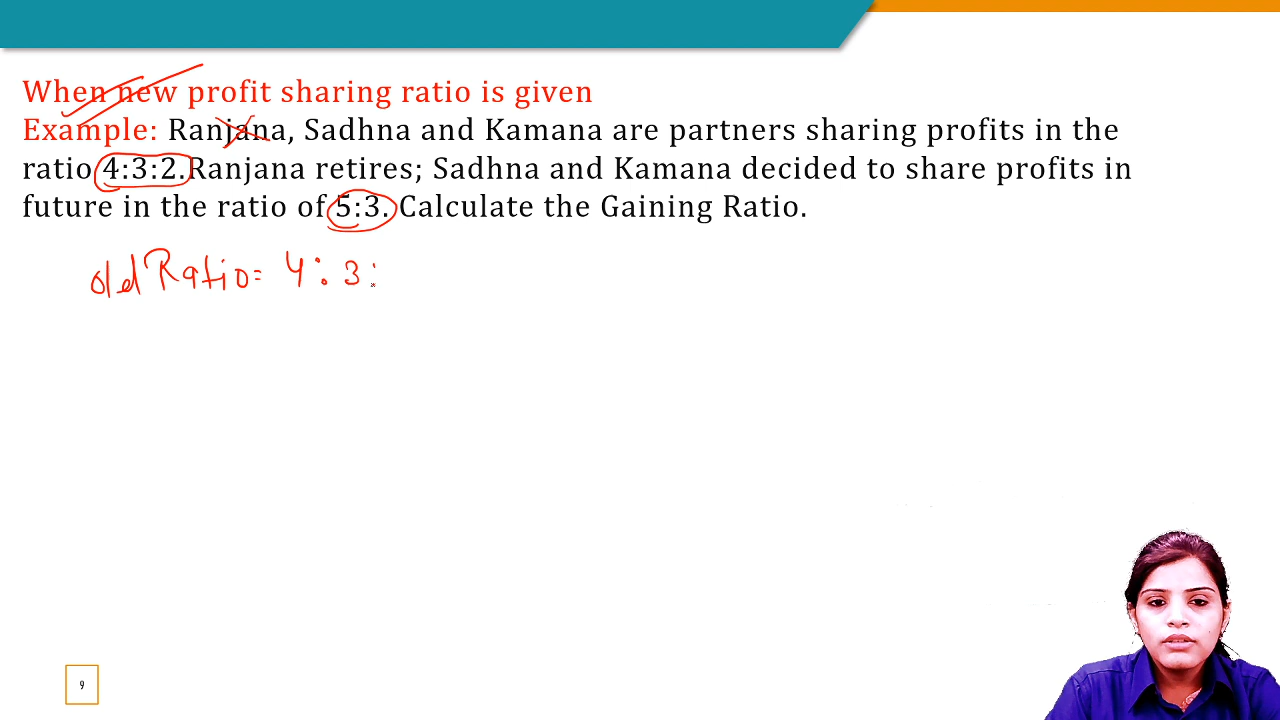 When new profit sharing ratio is given
Example: Ranjana, Sadhna and Kamana are partners sharing profits in the
ratio 4:3:2.Ranjana retires; Sadhna and Kamana decided to share profits in
future in the ratio of 5:3. Calculate the Gaining Ratio.
old Ratio= 4:3:
9